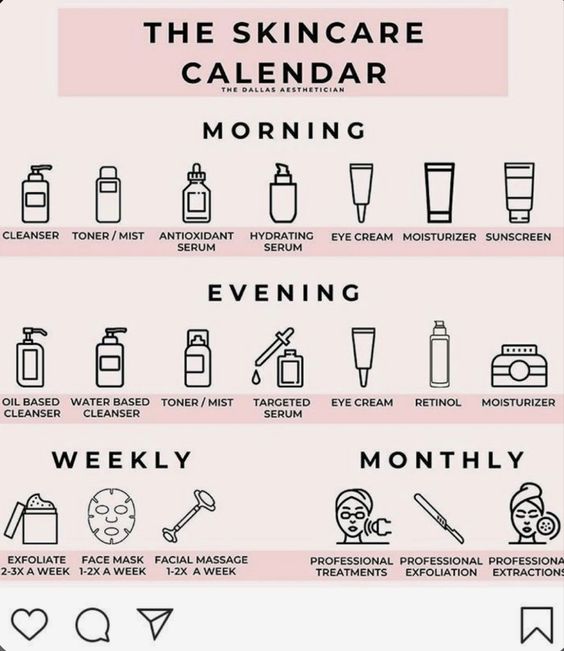 THE SKINCARE
CALENDAR
THE DALLAS AESTHETICIAN
MORNING
CLEANSER
TONER / MIST
ANTIOXIDANT
SERUM
HYDRATING
SERUM
EYE CREAM
MOISTURIZER
SUNSCREEN
EVENING
OIL BASED
CLEANSER
WATER BASED
CLEANSER
TONER / MIST
TARGETED
SERUM
EYE CREAM
RETINOL
MOISTURIZER
WEEKLY
EXFOLIATE
2-3X A WEEK
FACE MASK
1-2X A WEEK
FACIAL MASSAGE
1-2X A WEEK
MONTHLY
PROFESSIONAL
TREATMENTS
PROFESSIONAL
EXFOLIATION
PROFESSIONA
EXTRACTIONS